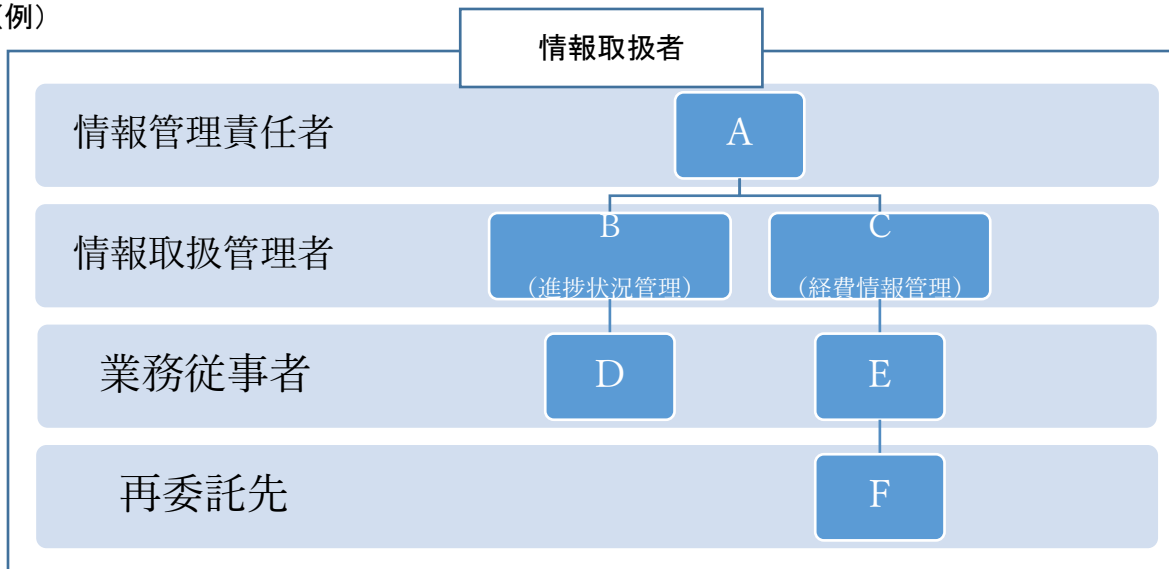 （例）
情報取扱者
情報管理責任者
A
情報取扱管理者
B
（進捗状況管理）
C
（経費情報管理）
業務従事者
D
E
再委託先
F